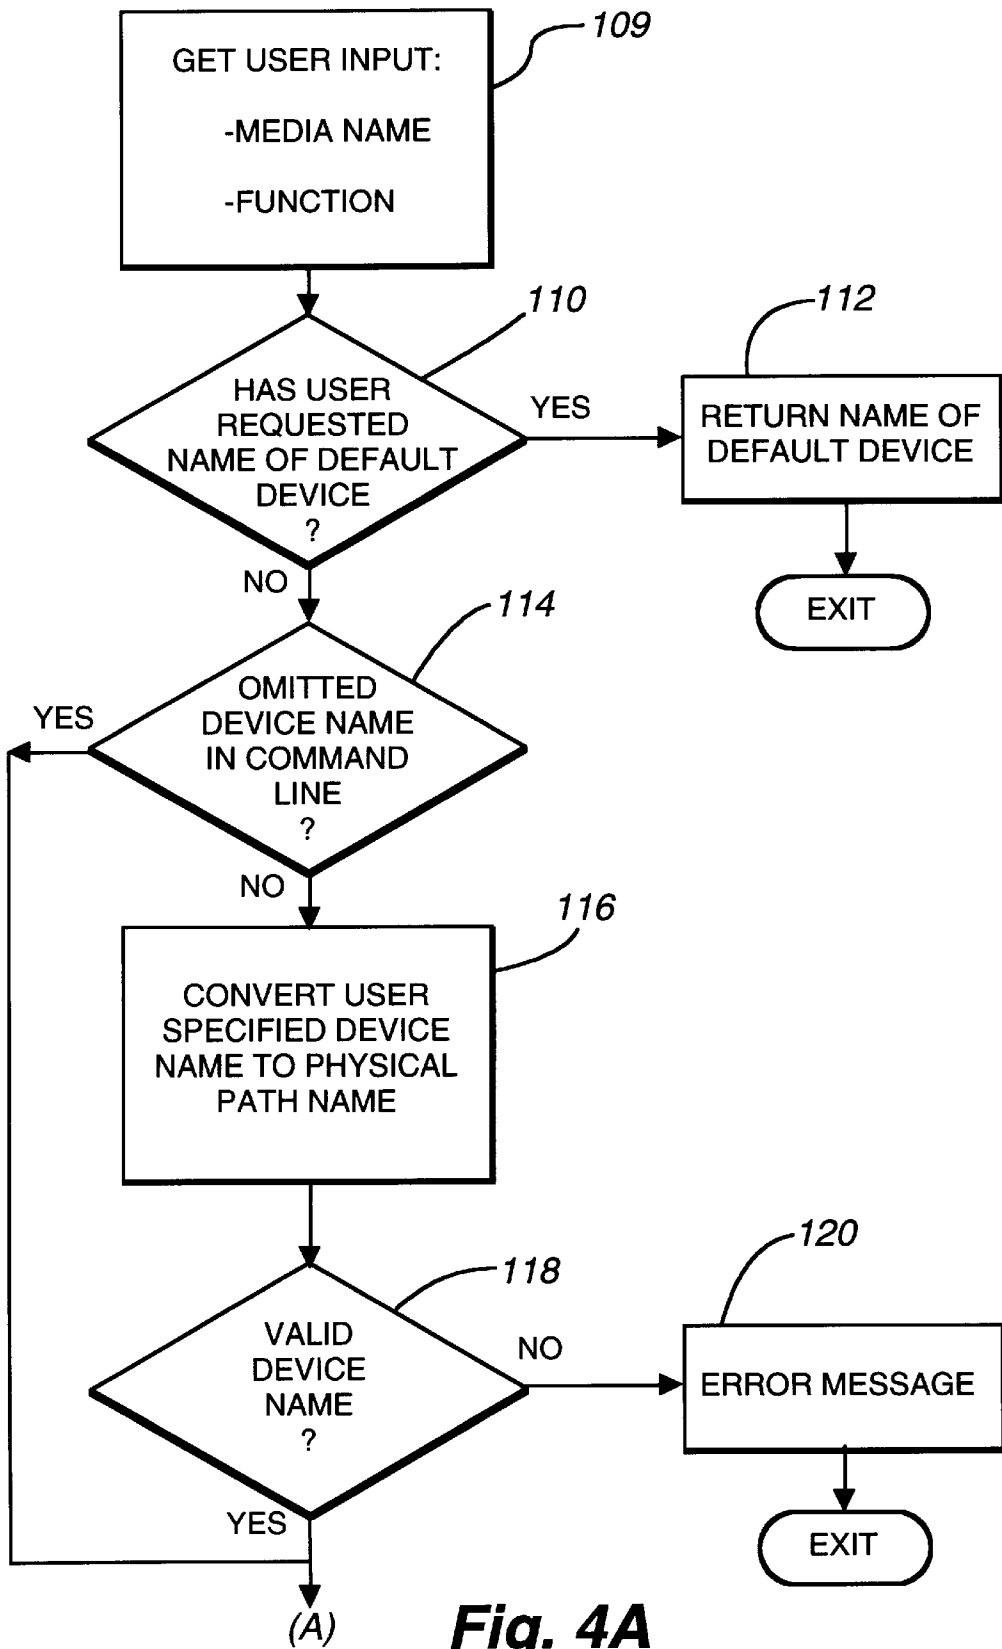 109
GET USER INPUT:
-MEDIA NAME
-FUNCTION
110
HAS USER
REQUESTED
NAME OF DEFAULT
DEVICE
?
YES
112
RETURN NAME OF
DEFAULT DEVICE
EXIT
NO
114
OMITTED
DEVICE NAME
IN COMMAND
LINE
?
YES
NO
116
CONVERT USER
SPECIFIED DEVICE
NAME TO PHYSICAL
PATH NAME
118
VALID
DEVICE
NAME
?
NO
120
ERROR MESSAGE
EXIT
YES
(A)
Fig. 4A